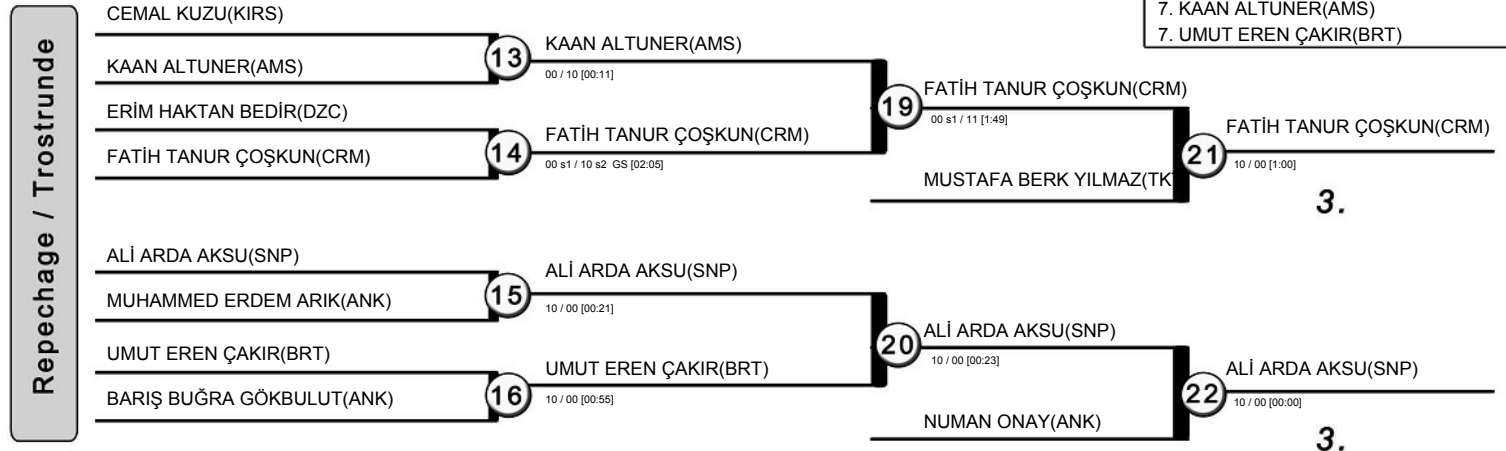 Repechage / Trostrunde
7. KAAN ALTUNER(AMS)
7. UMUT EREN ÇAKIR(BRT)
CEMAL KUZU(KIRS)
KAAN ALTUNER(AMS)
13
KAAN ALTUNER(AMS)
00 / 10 [00:11]
ERİM HAKTAN BEDİR(DZC)
FATİH TANUR ÇOŞKUN(CRM)
14
FATİH TANUR ÇOŞKUN(CRM)
00 s1 / 10 s2 GS [02:05]
19
FATİH TANUR ÇOŞKUN(CRM)
00 s1 / 11 [1:49]
MUSTAFA BERK YILMAZ(TK
21
FATİH TANUR ÇOŞKUN(CRM)
10 / 00 [1:00]
3.
ALİ ARDA AKSU(SNP)
MUHAMMED ERDEM ARIK(ANK)
15
ALİ ARDA AKSU(SNP)
10 / 00 [00:21]
UMUT EREN ÇAKIR(BRT)
BARIŞ BUĞRA GÖKBULUT(ANK)
16
UMUT EREN ÇAKIR(BRT)
10 / 00 [00:55]
20
ALİ ARDA AKSU(SNP)
10 / 00 [00:23]
NUMAN ONAY(ANK)
22
ALİ ARDA AKSU(SNP)
10 / 00 [00:00]
3.